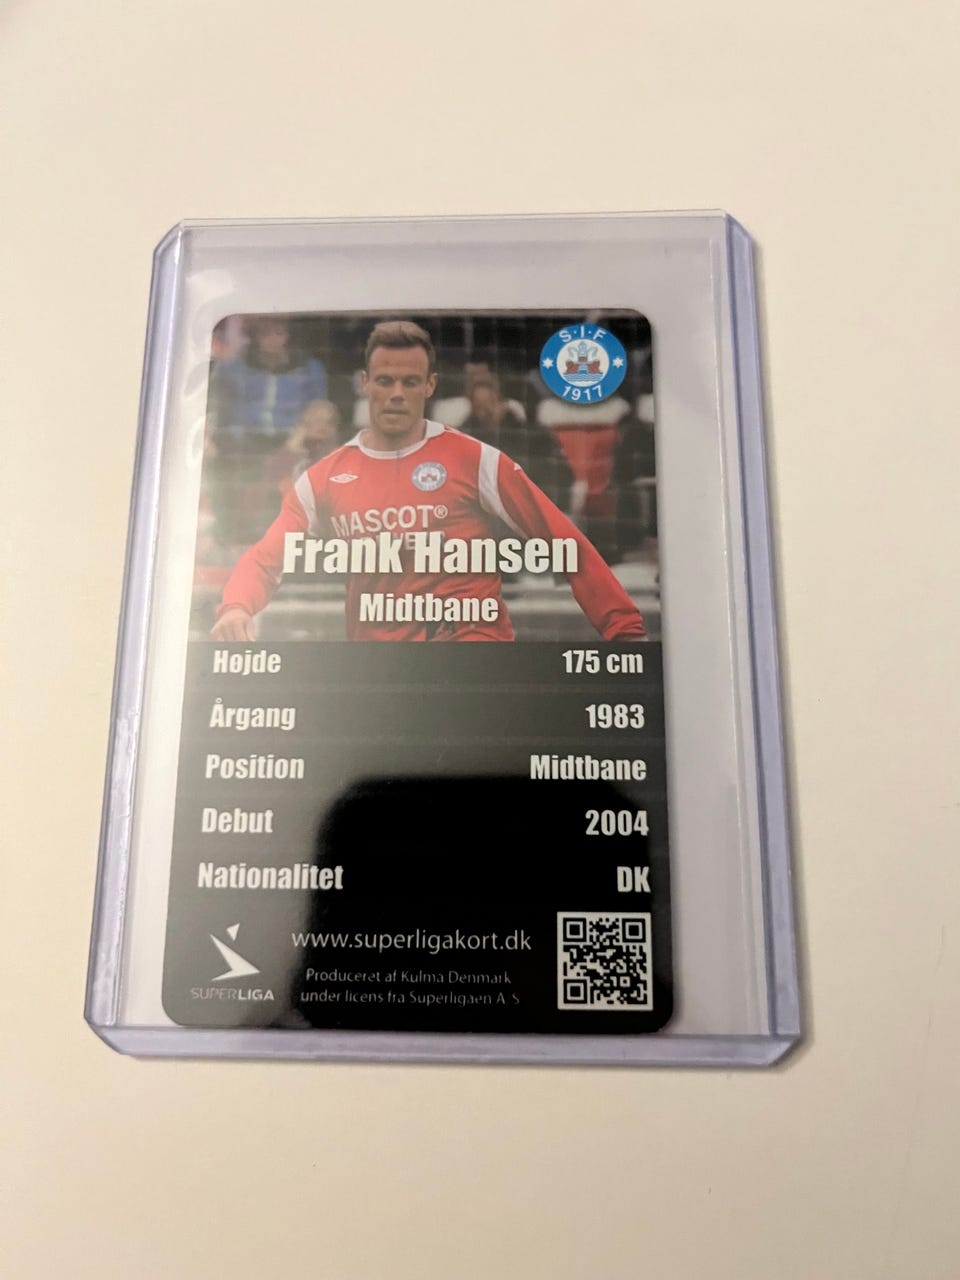 S·I·F
1917
MASCOT®
Frank Hansen
Midtbane
Højde 175 cm
Årgang 1983
Position Midtbane
Debut 2004
Nationalitet DK
www.superligakort.dk
Produceret af Kulma Denmark
under licens fra Superligaen A S
SUPERLIGA